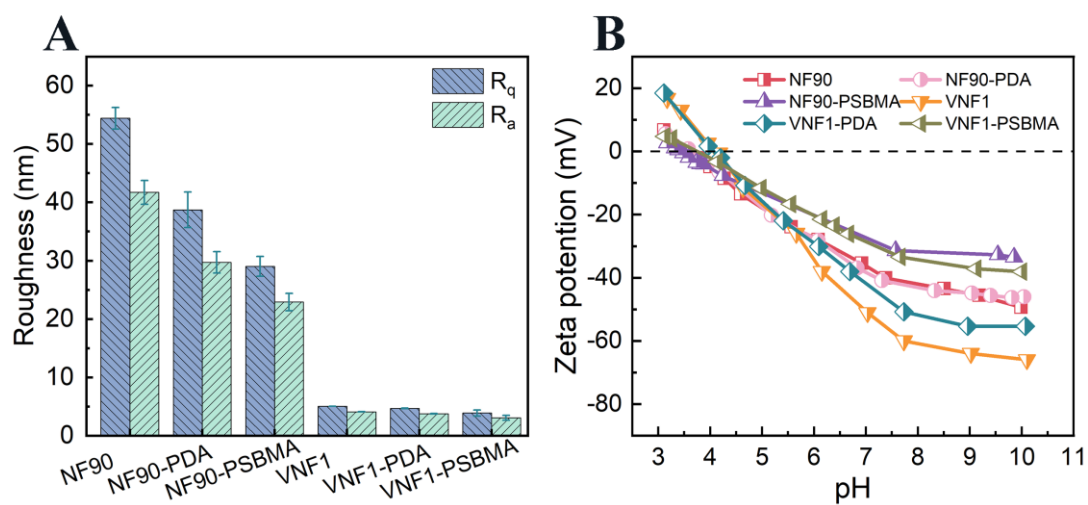 A
Roughness (nm)
60
50
40
30
20
10
0
R_q
R_a
NF90
NF90-PDA
NF90-PSBMA
VNF1
VNF1-PDA
VNF1-PSBMA
B
Zeta potention (mV)
20
0
-20
-40
-60
-80
NF90
NF90-PDA
NF90-PSBMA
VNF1
VNF1-PDA
VNF1-PSBMA
3 4 5 6 7 8 9 10 11
pH